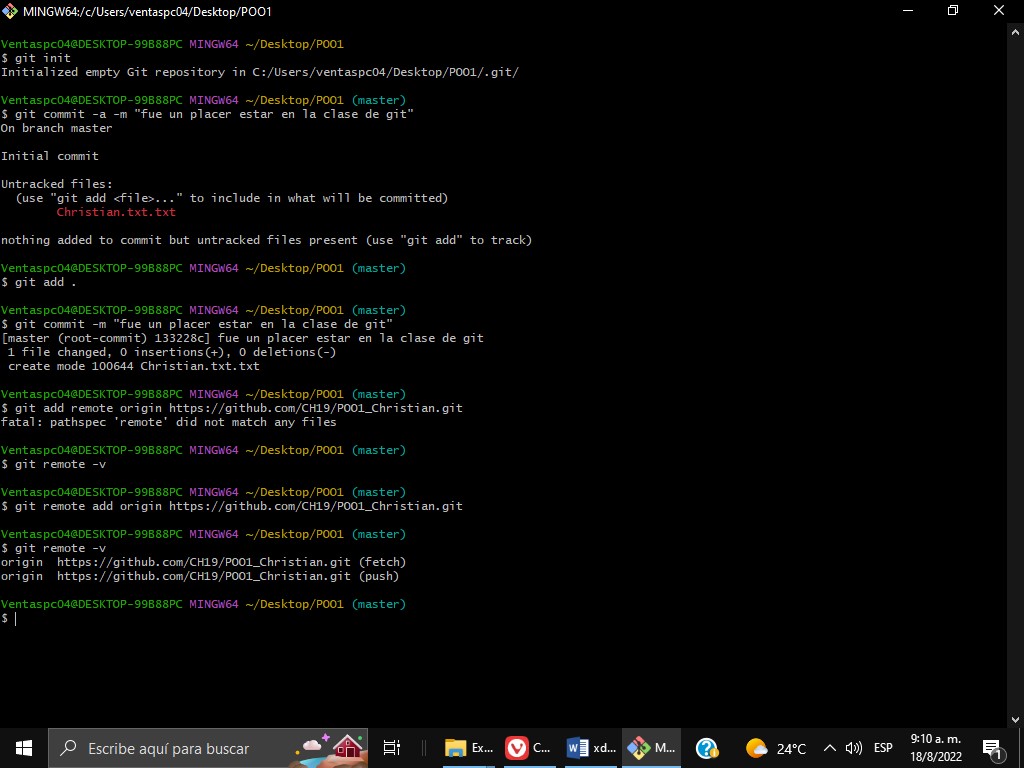 MINGW64:/c/Users/ventaspc04/Desktop/POO1
Ventaspc04@DESKTOP-99B88PC MINGW64 ~/Desktop/POO1
$ git init
Initialized empty Git repository in C:/Users/ventaspc04/Desktop/POO1/.git/
Ventaspc04@DESKTOP-99B88PC MINGW64 ~/Desktop/POO1 (master)
$ git commit -a -m "fue un placer estar en la clase de git"
On branch master
Initial commit
Untracked files:
  (use "git add <file>..." to include in what will be committed)
        Christian.txt.txt
nothing added to commit but untracked files present (use "git add" to track)
Ventaspc04@DESKTOP-99B88PC MINGW64 ~/Desktop/POO1 (master)
$ git add .
Ventaspc04@DESKTOP-99B88PC MINGW64 ~/Desktop/POO1 (master)
$ git commit -m "fue un placer estar en la clase de git"
[master (root-commit) 133228c] fue un placer estar en la clase de git
 1 file changed, 0 insertions(+), 0 deletions(-)
 create mode 100644 Christian.txt.txt
Ventaspc04@DESKTOP-99B88PC MINGW64 ~/Desktop/POO1 (master)
$ git add remote origin https://github.com/CH19/POO1_Christian.git
fatal: pathspec 'remote' did not match any files
Ventaspc04@DESKTOP-99B88PC MINGW64 ~/Desktop/POO1 (master)
$ git remote -v
Ventaspc04@DESKTOP-99B88PC MINGW64 ~/Desktop/POO1 (master)
$ git remote add origin https://github.com/CH19/POO1_Christian.git
Ventaspc04@DESKTOP-99B88PC MINGW64 ~/Desktop/POO1 (master)
$ git remote -v
origin  https://github.com/CH19/POO1_Christian.git (fetch)
origin  https://github.com/CH19/POO1_Christian.git (push)
Ventaspc04@DESKTOP-99B88PC MINGW64 ~/Desktop/POO1 (master)
$
Escribe aquí para buscar
Ex...
C...
xd...
M...
24°C
ESP
9:10 a. m.
18/8/2022
1